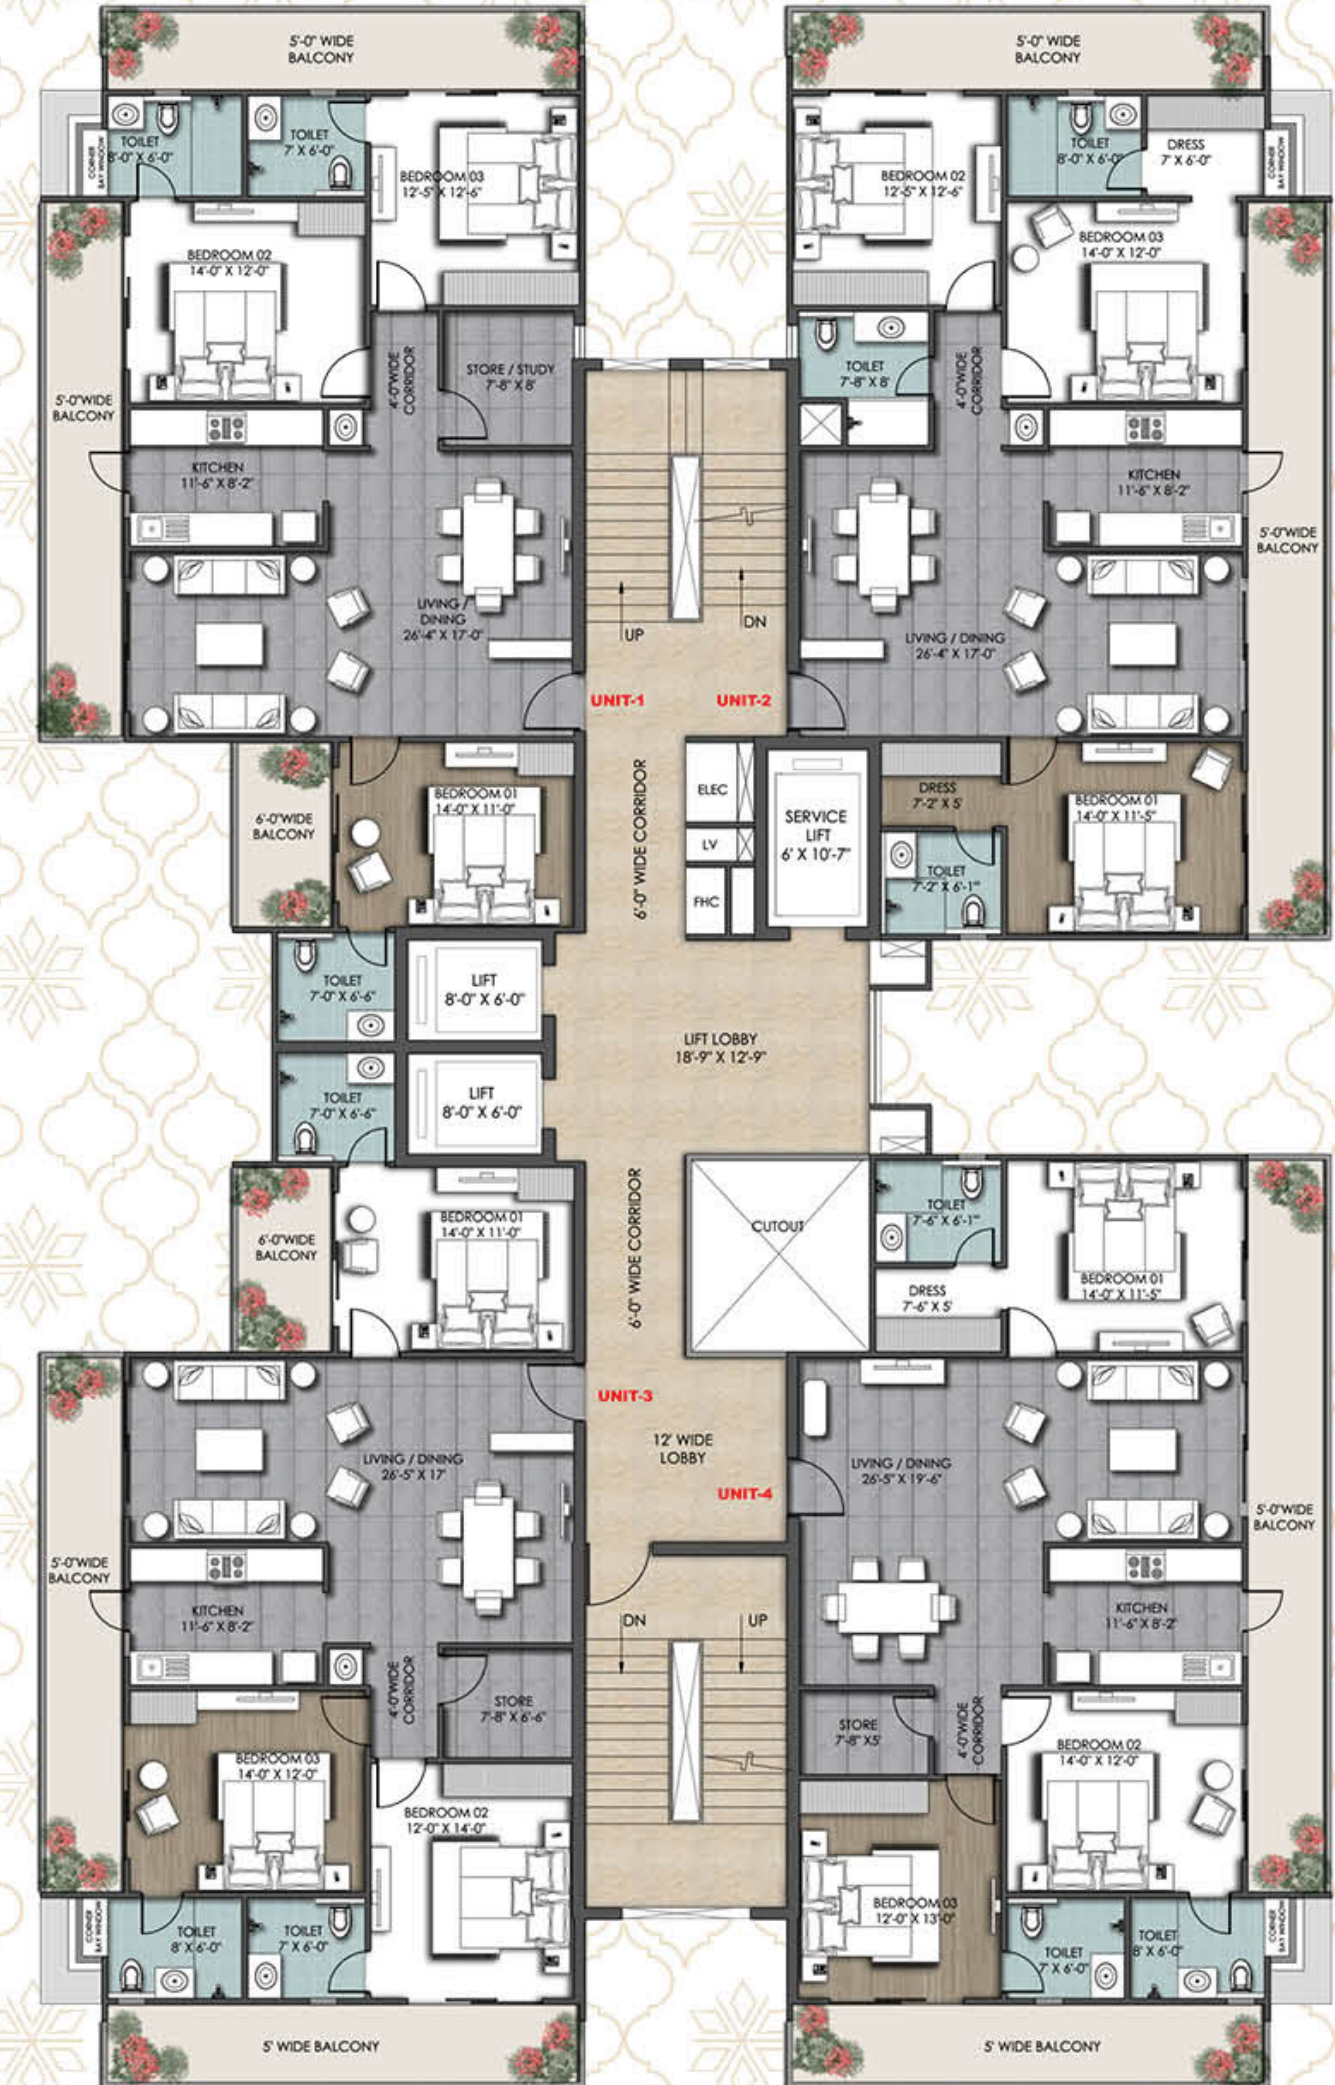 5'-0" WIDE
BALCONY
5'-0" WIDE
BALCONY
TOILET
8'-0" X 6'-0"
TOILET
7' X 6'-0"
BEDROOM 03
12'-5" X 12'-6"
CORNER
BAY WINDOW
BEDROOM 02
12'-5" X 12'-6"
TOILET
8'-0" X 6'-0"
DRESS
7' X 6'-0"
CORNER
BAY WINDOW
BEDROOM 02
14'-0" X 12'-0"
BEDROOM 03
14'-0" X 12'-0"
5'-0"WIDE
BALCONY
4'-0"WIDE
CORRIDOR
STORE / STUDY
7'-8" X 8'
TOILET
7'-8" X 8'
4'-0"WIDE
CORRIDOR
KITCHEN
11'-6" X 8'-2"
KITCHEN
11'-6" X 8'-2"
5'-0"WIDE
BALCONY
LIVING /
DINING
26'-4" X 17'-0"
UP
DN
LIVING / DINING
26'-4" X 17'-0"
UNIT-1
UNIT-2
6'-0"WIDE
BALCONY
BEDROOM 01
14'-0" X 11'-0"
6'-0" WIDE CORRIDOR
ELEC
LV
FHC
SERVICE
LIFT
6' X 10'-7"
DRESS
7'-2" X 5'
BEDROOM 01
14'-0" X 11'-5"
TOILET
7'-2" X 6'-1"
TOILET
7'-0" X 6'-6"
LIFT
8'-0" X 6'-0"
LIFT LOBBY
18'-9" X 12'-9"
TOILET
7'-0" X 6'-6"
LIFT
8'-0" X 6'-0"
6'-0"WIDE
BALCONY
BEDROOM 01
14'-0" X 11'-0"
6'-0" WIDE CORRIDOR
CUTOUT
TOILET
7'-6" X 6'-1"
DRESS
7'-6" X 5'
BEDROOM 01
14'-0" X 11'-5"
UNIT-3
12' WIDE
LOBBY
UNIT-4
LIVING / DINING
26'-5" X 17'
LIVING / DINING
26'-5" X 19'-6"
5'-0"WIDE
BALCONY
5'-0"WIDE
BALCONY
KITCHEN
11'-6" X 8'-2"
DN
UP
KITCHEN
11'-6" X 8'-2"
4'-0"WIDE
CORRIDOR
STORE
7'-8" X 6'-6"
STORE
7'-8" X5'
4'-0"WIDE
CORRIDOR
BEDROOM 03
14'-0" X 12'-0"
BEDROOM 02
14'-0" X 12'-0"
BEDROOM 02
12'-0" X 14'-0"
BEDROOM 03
12'-0" X 13'-0"
CORNER
BAY WINDOW
TOILET
8' X 6'-0"
TOILET
7' X 6'-0"
TOILET
7' X 6'-0"
TOILET
8' X 6'-0"
CORNER
BAY WINDOW
5' WIDE BALCONY
5' WIDE BALCONY